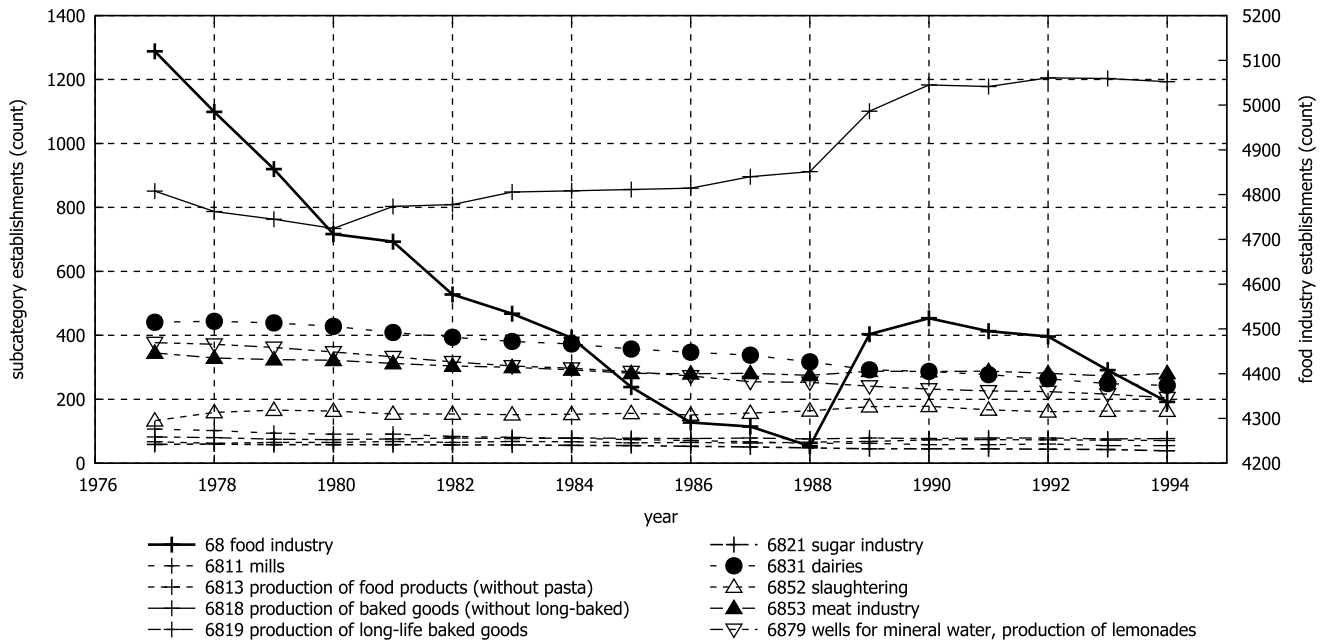 1400
1200
1000
800
600
400
200
0
subcategory establishments (count)
5200
5100
5000
4900
4800
4700
4600
4500
4400
4300
4200
food industry establishments (count)
1976 1978 1980 1982 1984 1986 1988 1990 1992 1994
year
68 food industry
6811 mills
6813 production of food products (without pasta)
6818 production of baked goods (without long-baked)
6819 production of long-life baked goods
6821 sugar industry
6831 dairies
6852 slaughtering
6853 meat industry
6879 wells for mineral water, production of lemonades